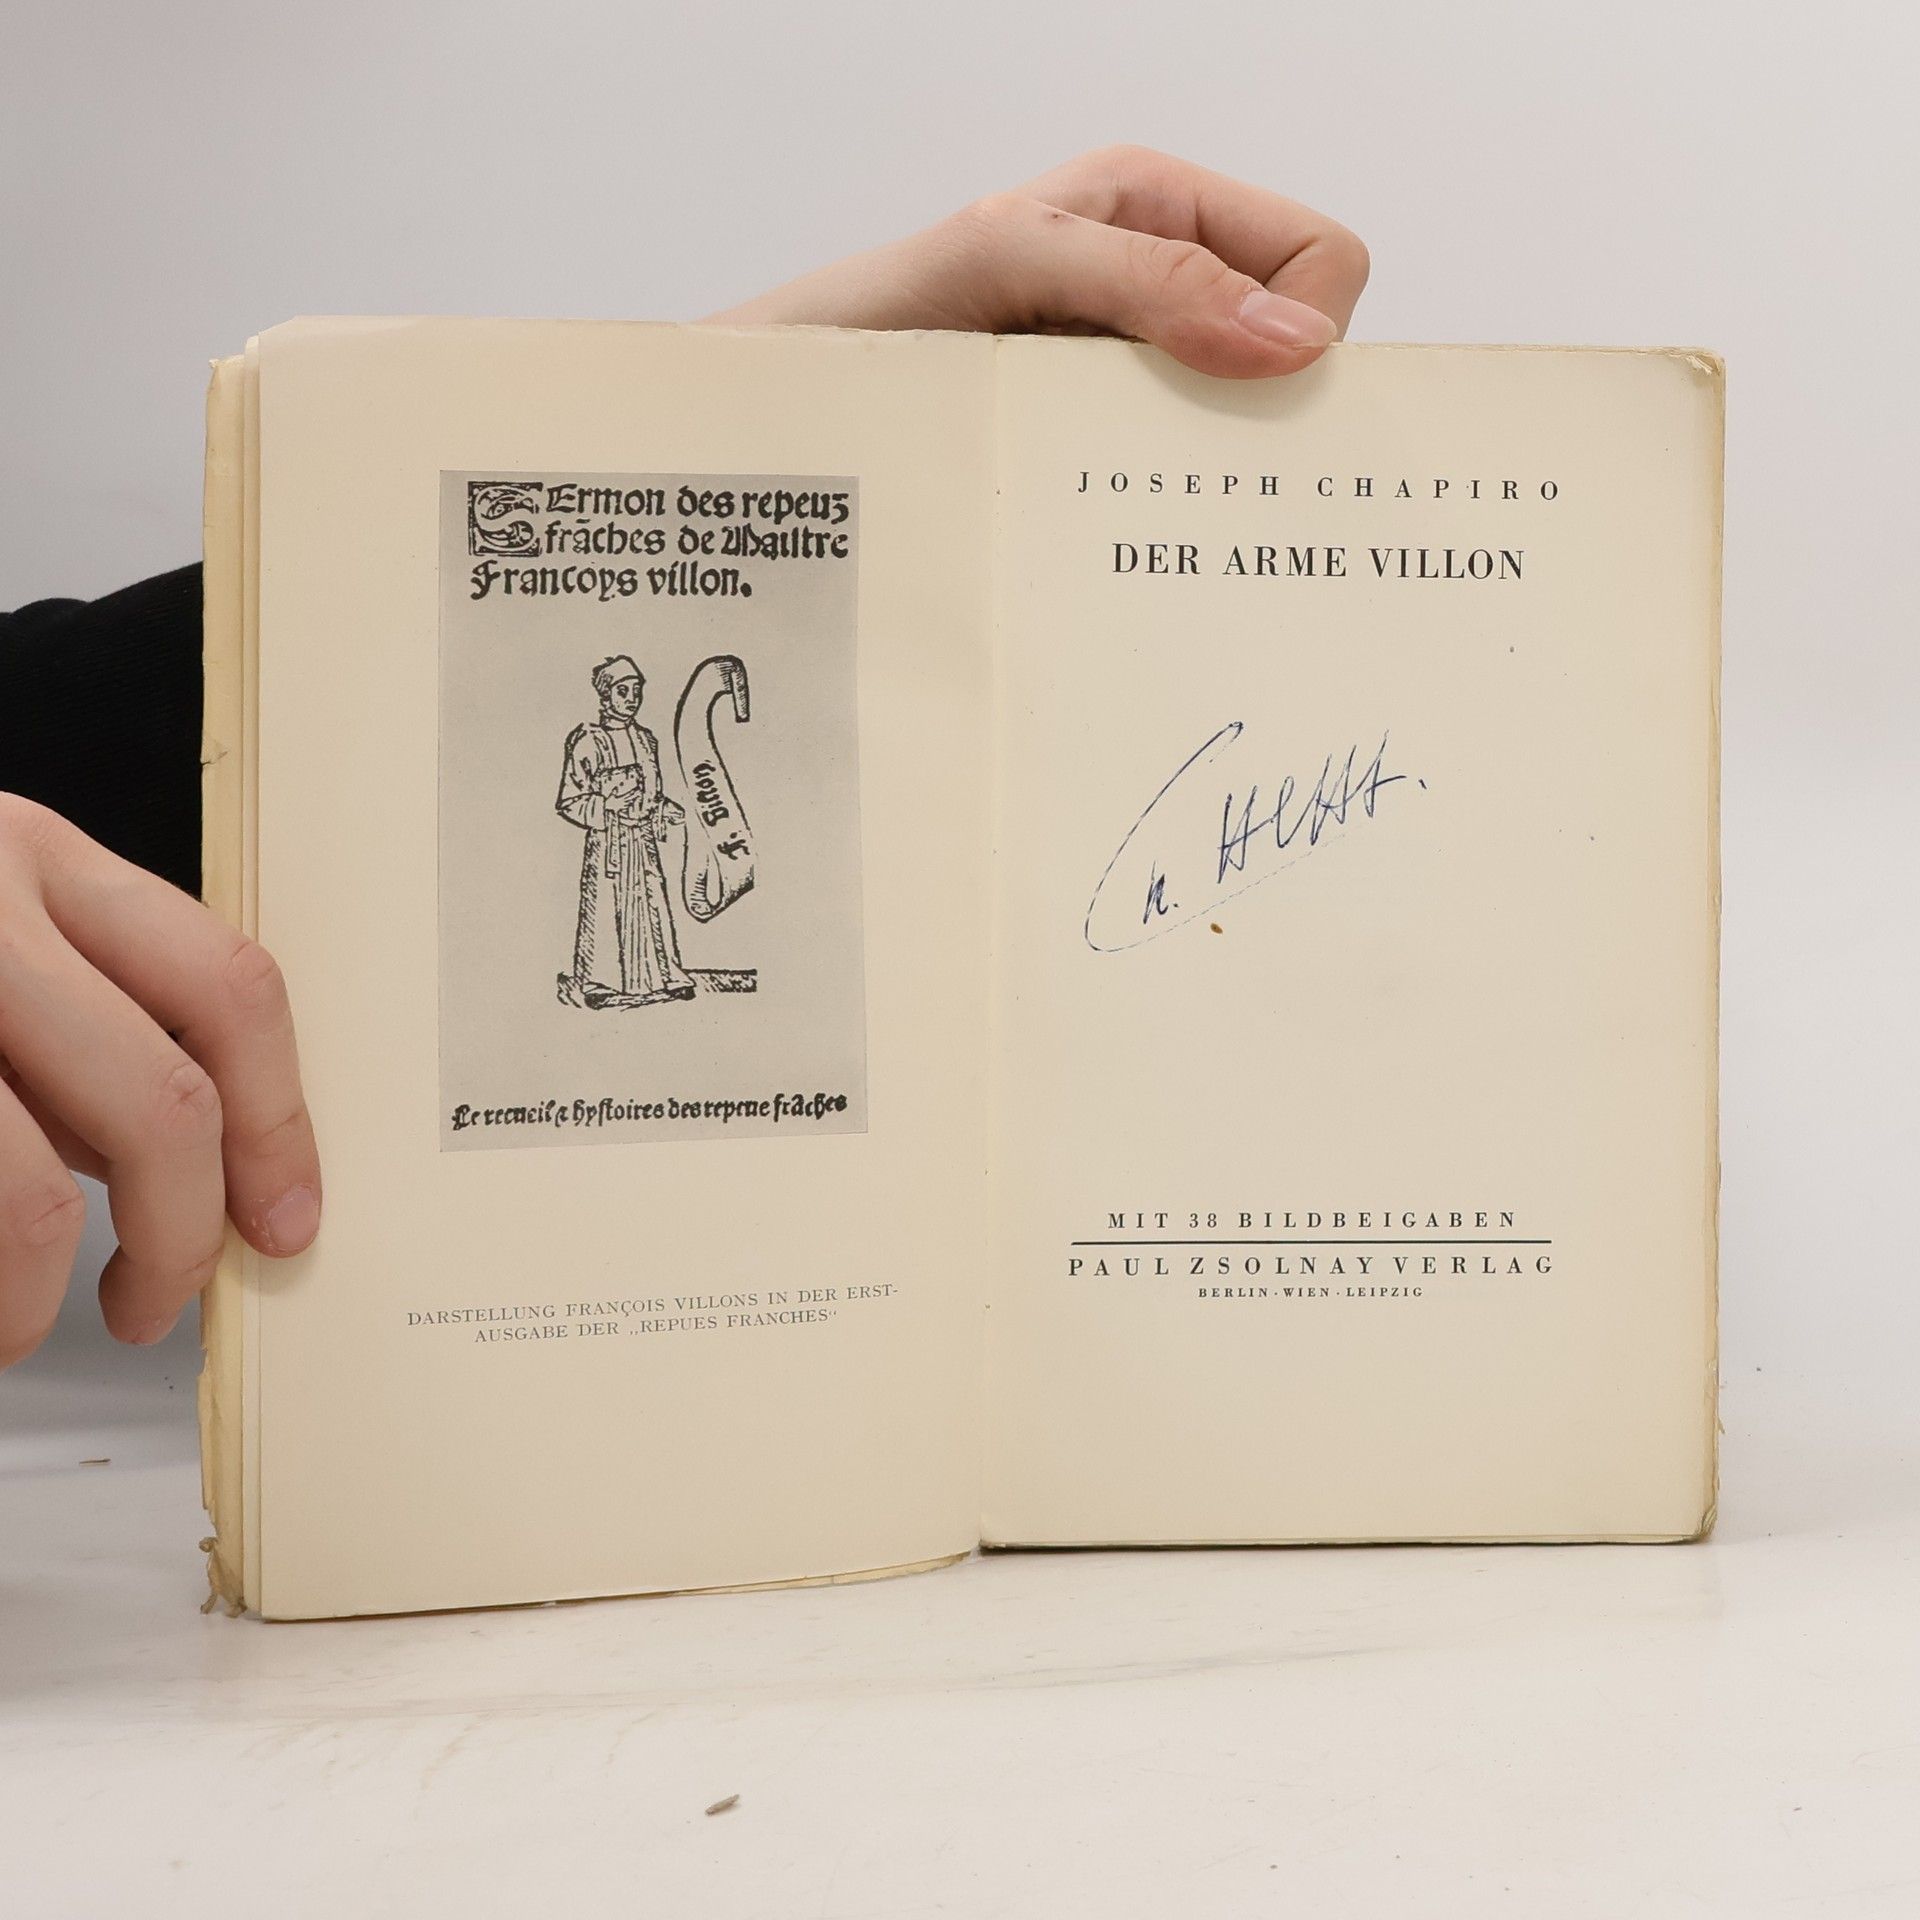 SErmon des repeuz
frãches de Maistre
Francoys villon.
F. Villon.
Le recueil & hystoires des repeue frãches
DARSTELLUNG FRANÇOIS VILLONS IN DER ERST-
AUSGABE DER „REPUES FRANCHES“
JOSEPH CHAPIRO
DER ARME VILLON
MIT 38 BILDBEIGABEN
PAUL ZSOLNAY VERLAG
BERLIN · WIEN · LEIPZIG